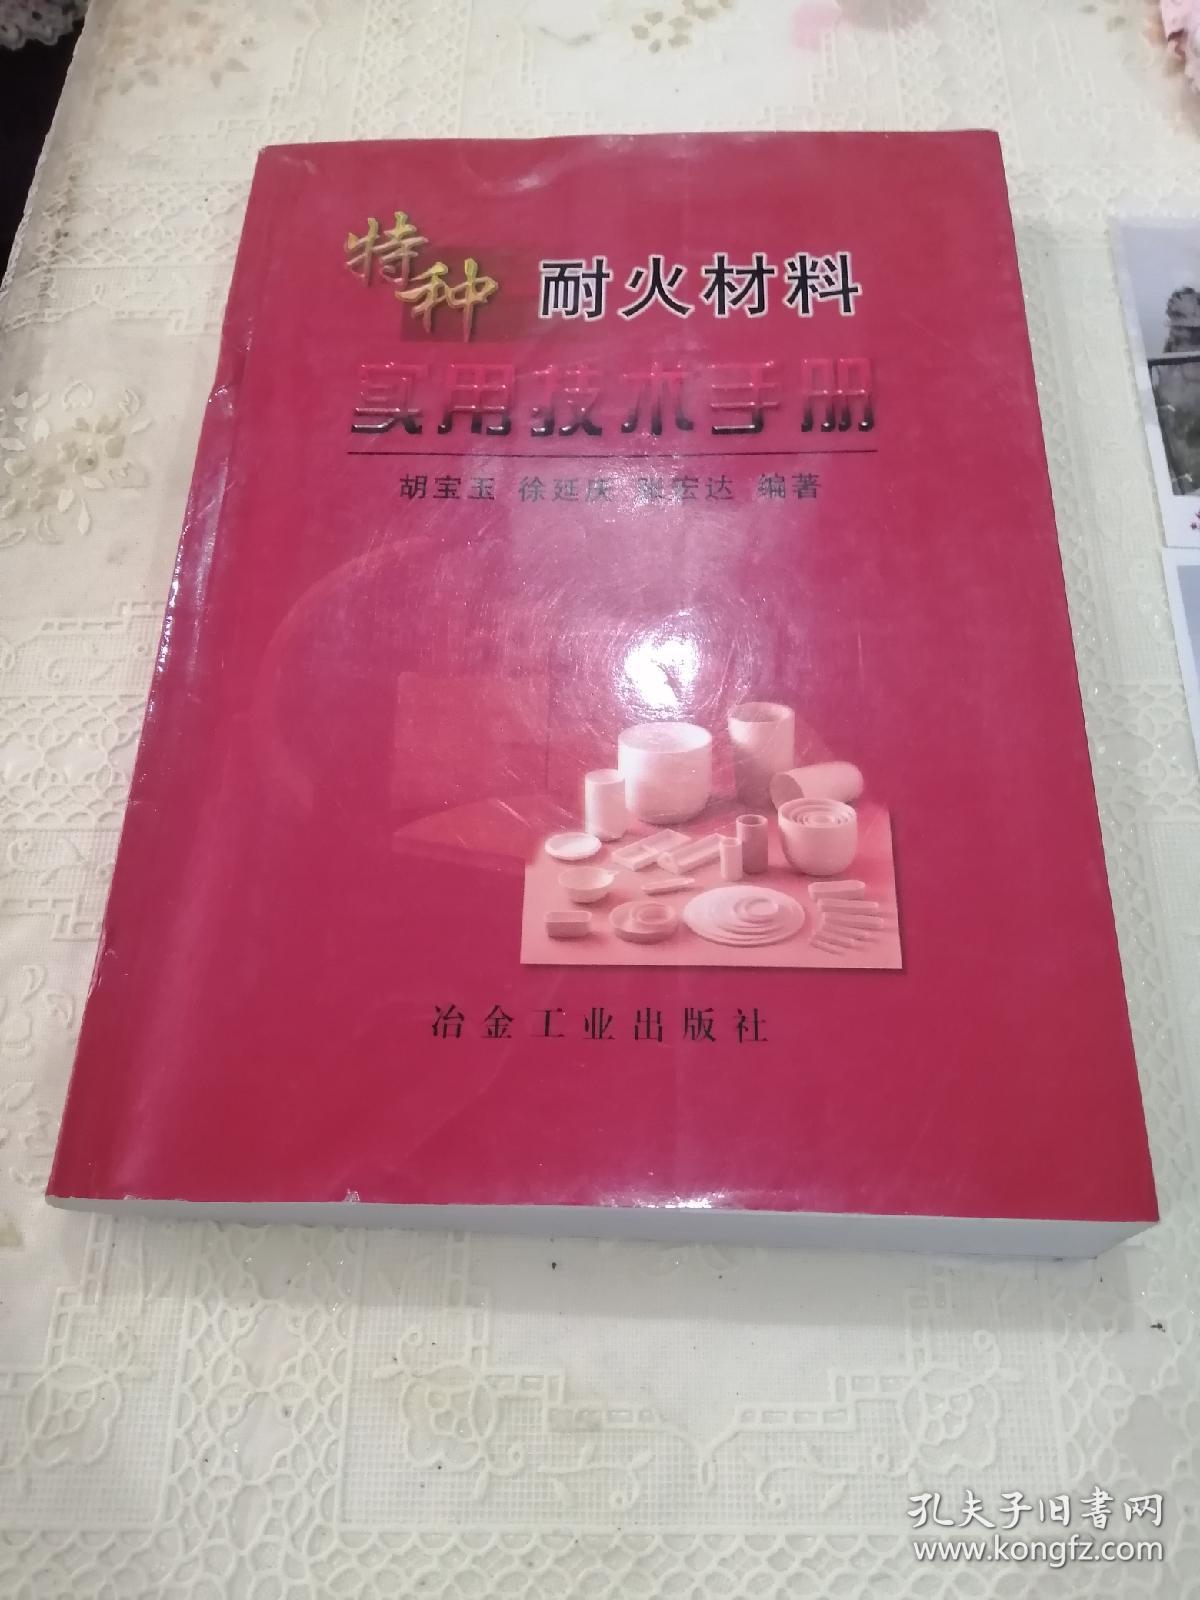 特种 耐火材料
实用技术手册
胡宝玉 徐延庆 张宏达 编著
冶金工业出版社
孔夫子旧书网
www.kongfz.com